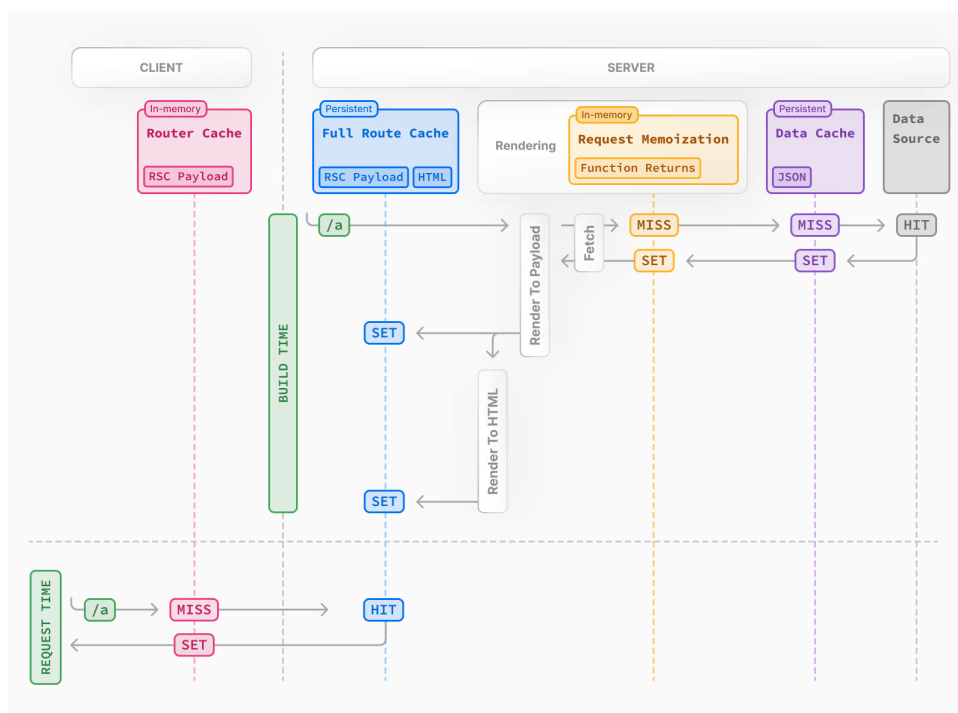 CLIENT
SERVER
In-memory
Router Cache
RSC Payload
Persistent
Full Route Cache
RSC Payload
HTML
Rendering
In-memory
Request Memoization
Function Returns
Persistent
Data Cache
JSON
Data
Source
BUILD TIME
/a
Render To Payload
Fetch
MISS
MISS
HIT
SET
SET
SET
Render To HTML
SET
REQUEST TIME
/a
MISS
HIT
SET